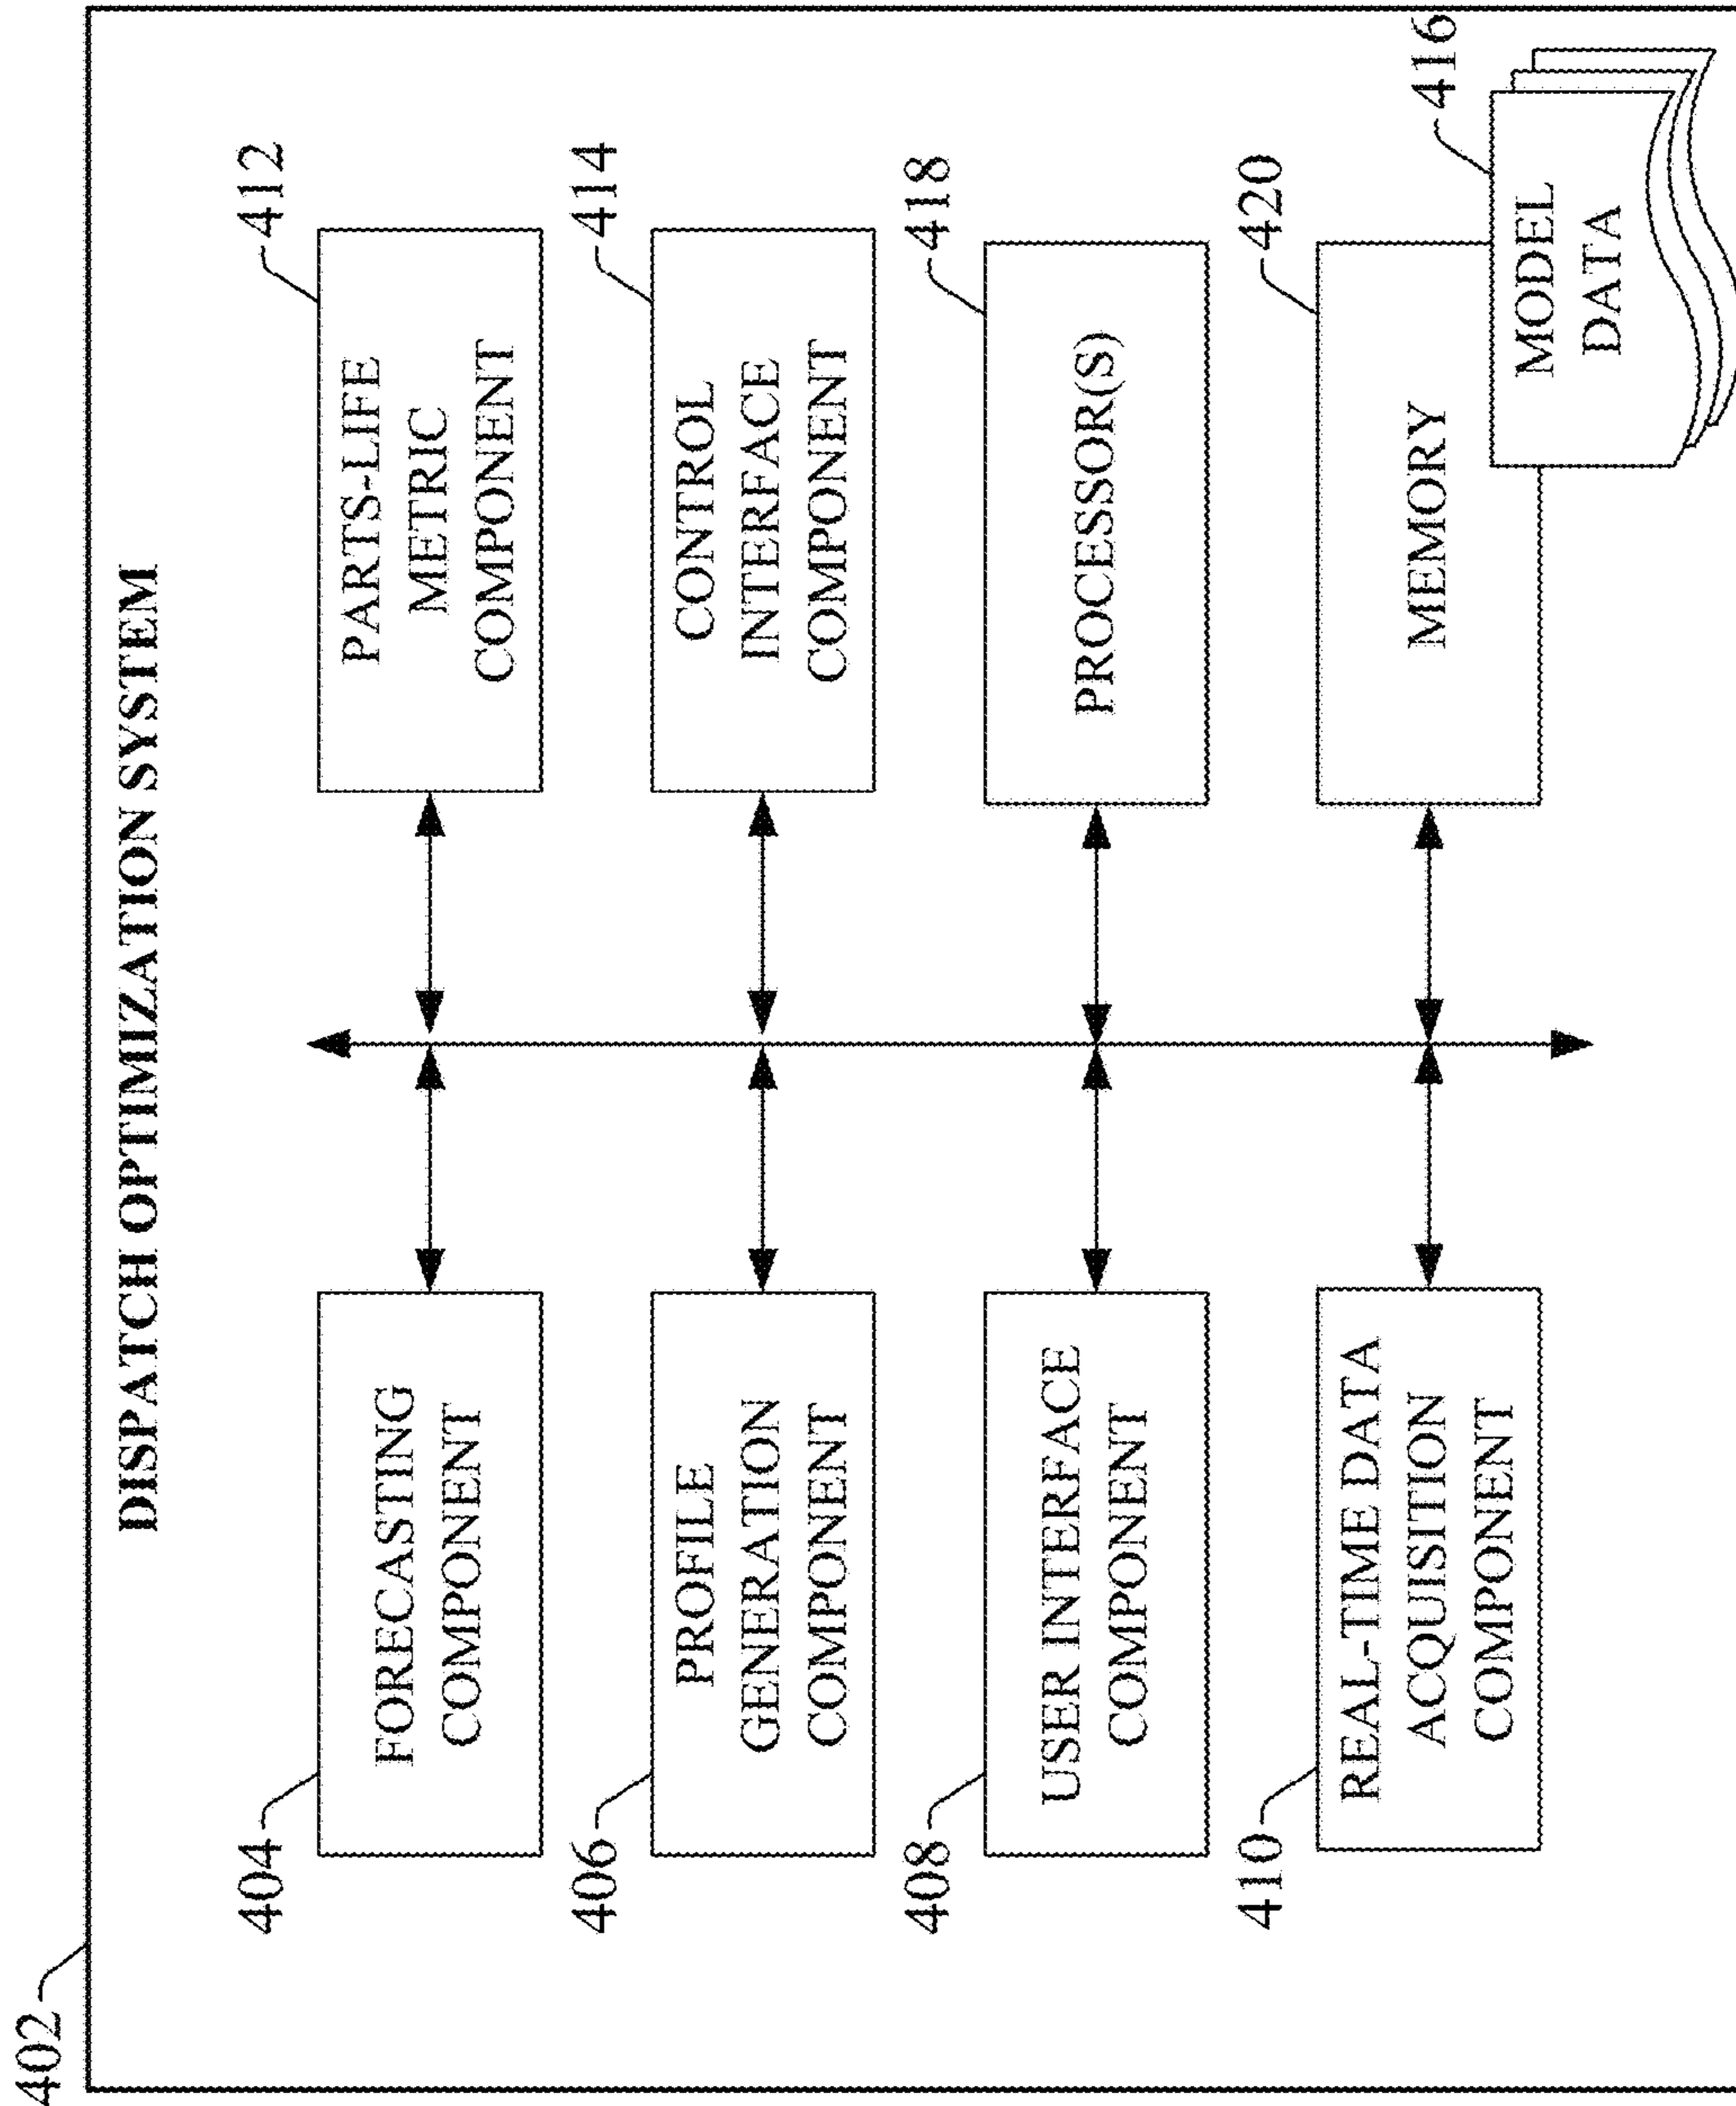 402
DISPATCH OPTIMIZATION SYSTEM
404
FORECASTING
COMPONENT
412
PARTS-LIFE
METRIC
COMPONENT
406
PROFILE
GENERATION
COMPONENT
414
CONTROL
INTERFACE
COMPONENT
408
USER INTERFACE
COMPONENT
418
PROCESSOR(S)
410
REAL-TIME DATA
ACQUISITION
COMPONENT
420
MEMORY
416
MODEL
DATA